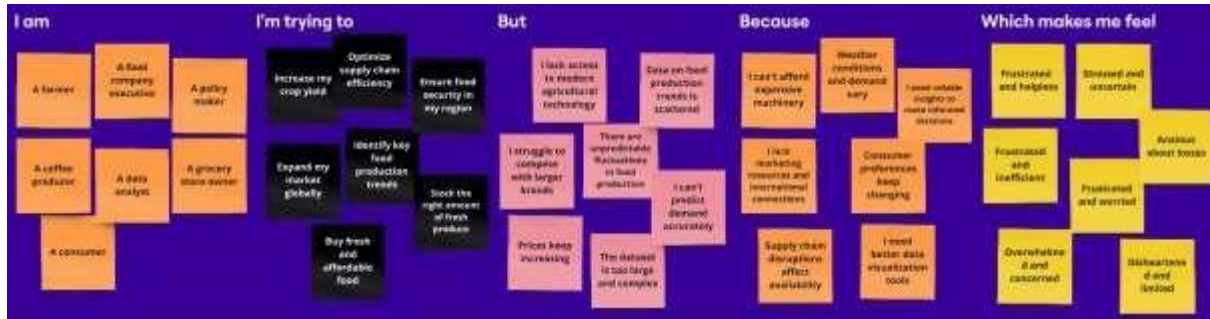 I am
I'm trying to
But
Because
Which makes me feel
A farmer
A food
company
executive
A policy
maker
A coffee
producer
A data
analyst
A grocery
store owner
A consumer
Increase my
crop yield
Optimize
supply chain
efficiency
Ensure food
security in
my region
Expand my
market
globally
Identify key
food
production
trends
Stock the
right amount
of fresh
produce
Buy fresh
and
affordable
food
I lack access
to modern
agricultural
technology
Data on food
production
trends is
scattered
I struggle to
compete
with larger
brands
There are
unpredictable
fluctuations
in food
production
I can't
predict
demand
accurately
Prices keep
increasing
The dataset
is too large
and complex
I can't afford
expensive
machinery
Weather
conditions
and demand
vary
I need reliable
insights to
make informed
decisions
I lack
marketing
resources and
international
connections
Consumer
preferences
keep
changing
Supply chain
disruptions
affect
availability
I need
better data
visualization
tools
Frustrated
and helpless
Stressed and
uncertain
Frustrated
and
inefficient
Anxious
about losses
Frustrated
and worried
Overwhelme
d and
concerned
Dishearteне
d and
limited